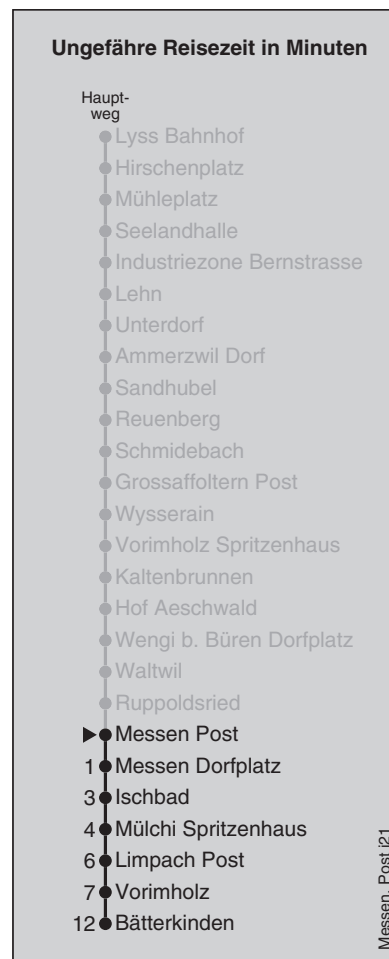 Ungefähre Reisezeit in Minuten
Haupt-
weg
Lyss Bahnhof
Hirschenplatz
Mühleplatz
Seelandhalle
Industriezone Bernstrasse
Lehn
Unterdorf
Ammerzwil Dorf
Sandhubel
Reuenberg
Schmidebach
Grossaffoltern Post
Wysserain
Vorimholz Spritzenhaus
Kaltenbrunnen
Hof Aeschwald
Wengi b. Büren Dorfplatz
Waltwil
Ruppoldsried
Messen Post
1 Messen Dorfplatz
3 Ischbad
4 Mülchi Spritzenhaus
6 Limpach Post
7 Vorimholz
12 Bätterkinden
Messen, Post j21